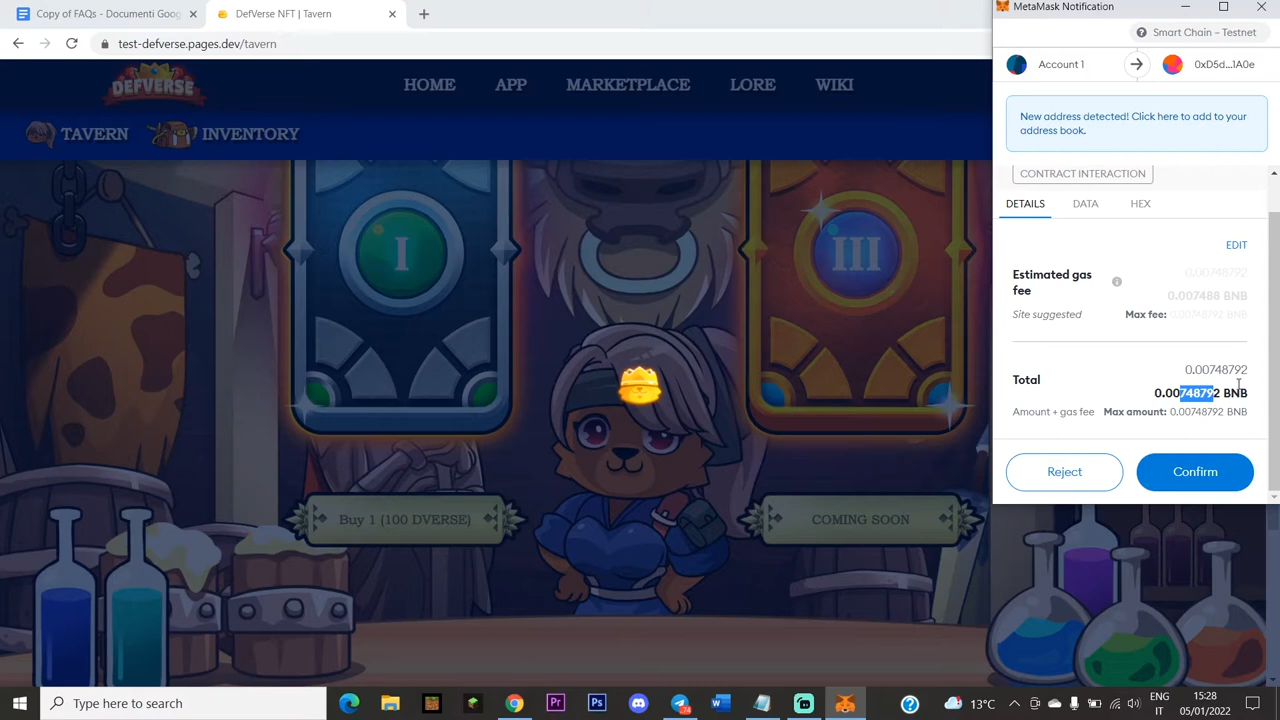 Copy of FAQs - Documenti Goog
DefVerse NFT | Tavern
test-defverse.pages.dev/tavern
DEFVERSE
HOME
APP
MARKETPLACE
LORE
WIKI
TAVERN
INVENTORY
I
III
Buy 1 (100 DVERSE)
COMING SOON
MetaMask Notification
Smart Chain – Testnet
Account 1
0xD5d...1A0e
New address detected! Click here to add to your
address book.
CONTRACT INTERACTION
DETAILS
DATA
HEX
EDIT
Estimated gas
fee
0.00748792
0.007488 BNB
Site suggested
Max fee: 0.00748792 BNB
Total
0.00748792
0.00748792 BNB
Amount + gas fee
Max amount: 0.00748792 BNB
Reject
Confirm
Type here to search
13°C
ENG
IT
15:28
05/01/2022